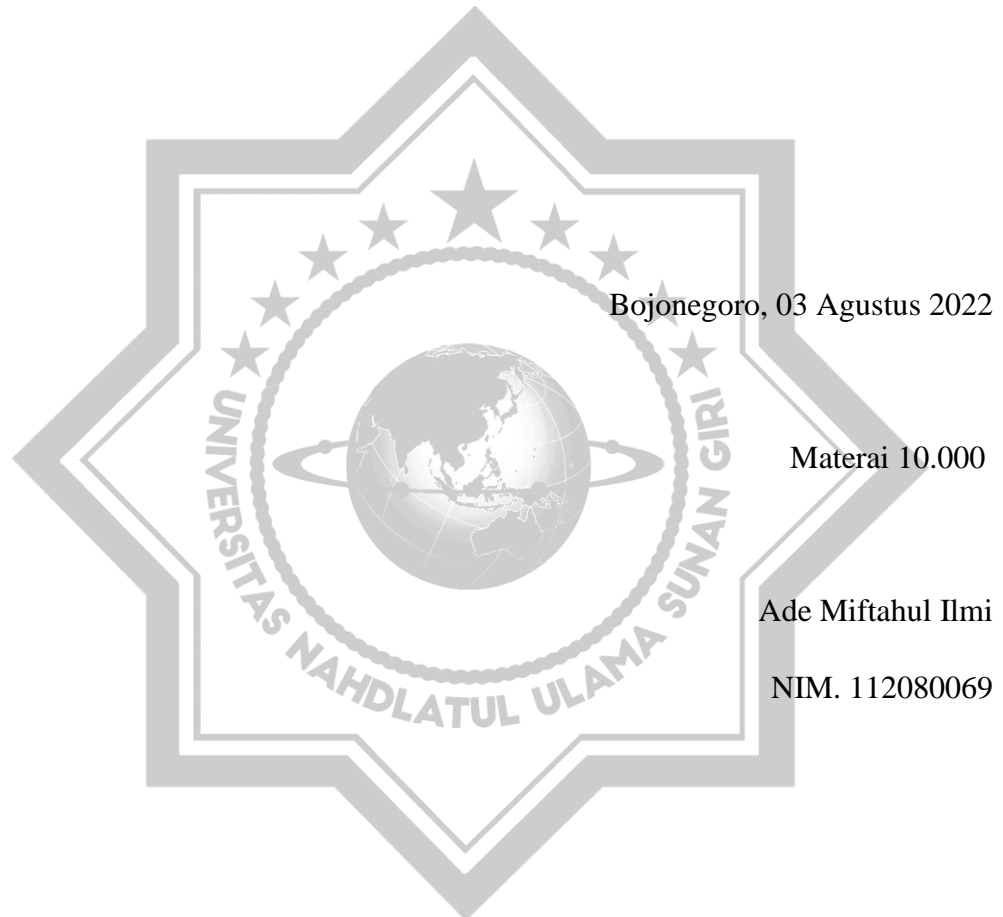 Bojonegoro, 03 Agustus 2022
Materai 10.000
Ade Miftahul Ilmi
NIM. 112080069
UNIVERSITAS NAHDLATUL ULAMA SUNAN GIRI